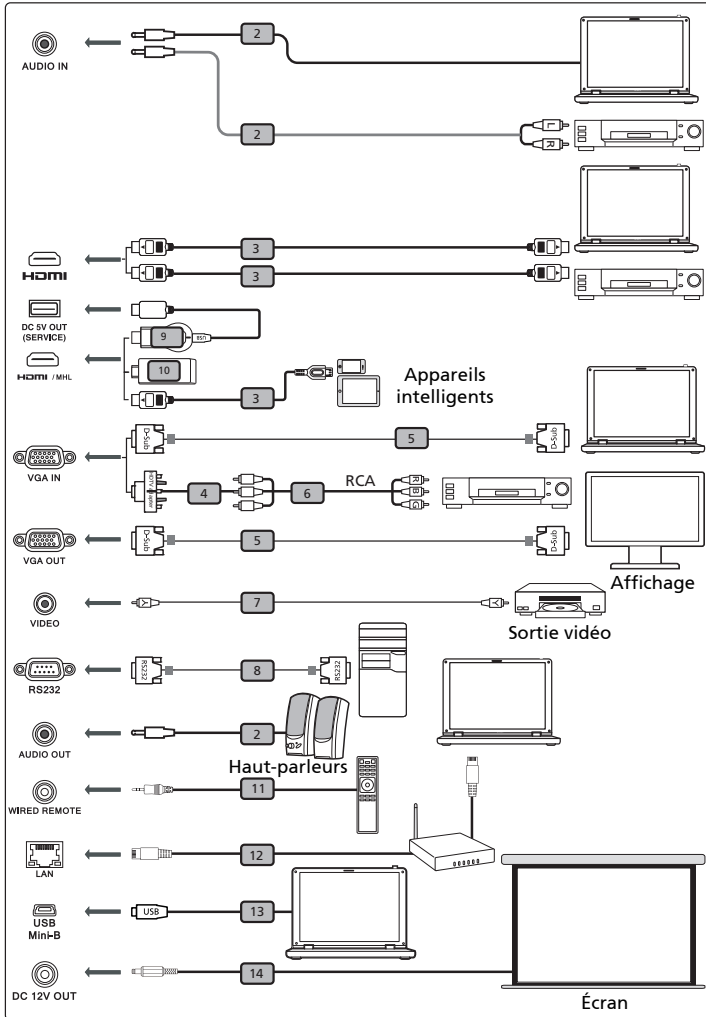 AUDIO IN
2
2
L
R
HDMI
3
3
DC 5V OUT
(SERVICE)
USB
9
10
HDMI / MHL
3
Appareils
intelligents
D-Sub
5
D-Sub
VGA IN
HDTV adapter
4
6
RCA
R
B
G
D-Sub
5
D-Sub
VGA OUT
Affichage
Y
7
Y
VIDEO
Sortie vidéo
RS232
8
RS232
RS232
2
AUDIO OUT
Haut-parleurs
11
WIRED REMOTE
12
LAN
USB
13
USB
Mini-B
14
DC 12V OUT
Écran